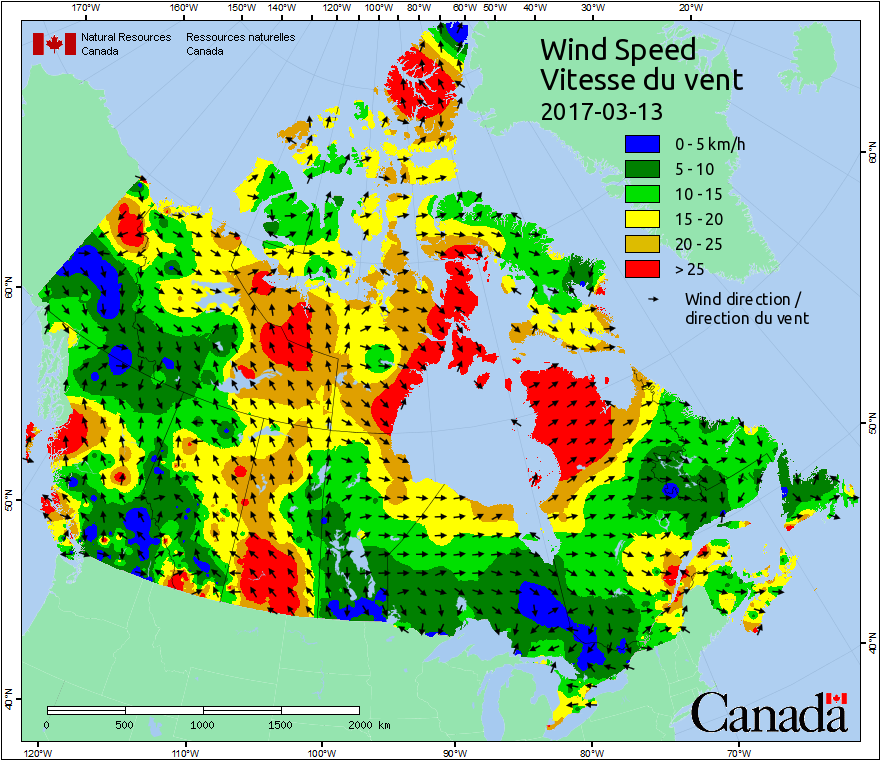 170°W 160°W 150°W 140°W 120°W 100°W 80°W 60°W 50°W 40°W 30°W 20°W
Natural Resources Canada
Ressources naturelles Canada
Wind Speed
Vitesse du vent
2017-03-13
0 - 5 km/h
5 - 10
10 - 15
15 - 20
20 - 25
> 25
Wind direction /
direction du vent
60°N
50°N
40°N
60°N
50°N
40°N
0 500 1000 1500 2000 km
Canada
120°W 110°W 100°W 90°W 80°W 70°W